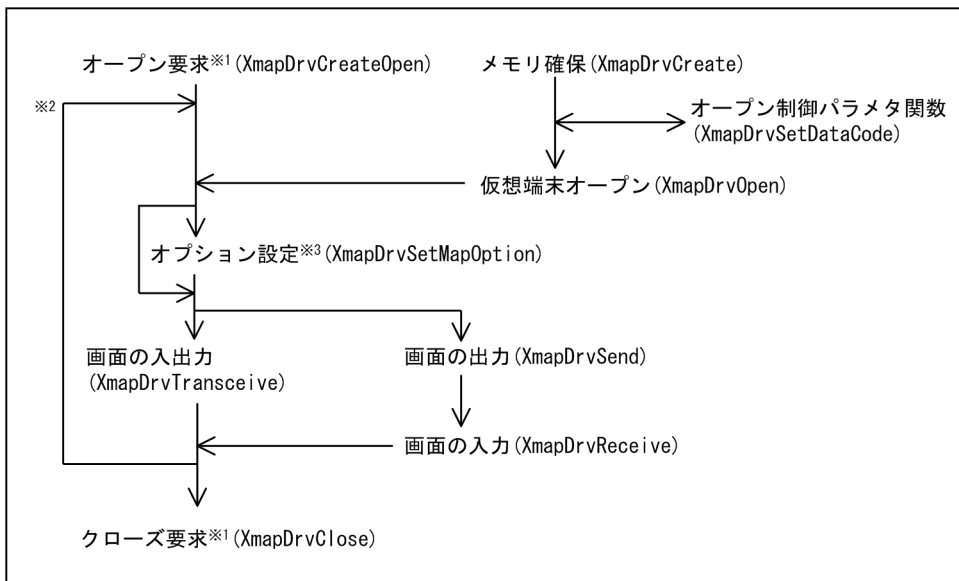 オープン要求※1(XmapDrvCreateOpen)
メモリ確保(XmapDrvCreate)
※2
オープン制御パラメタ関数
(XmapDrvSetDataCode)
仮想端末オープン(XmapDrvOpen)
オプション設定※3(XmapDrvSetMapOption)
画面の入出力
(XmapDrvTransceive)
画面の出力(XmapDrvSend)
画面の入力(XmapDrvReceive)
クローズ要求※1(XmapDrvClose)